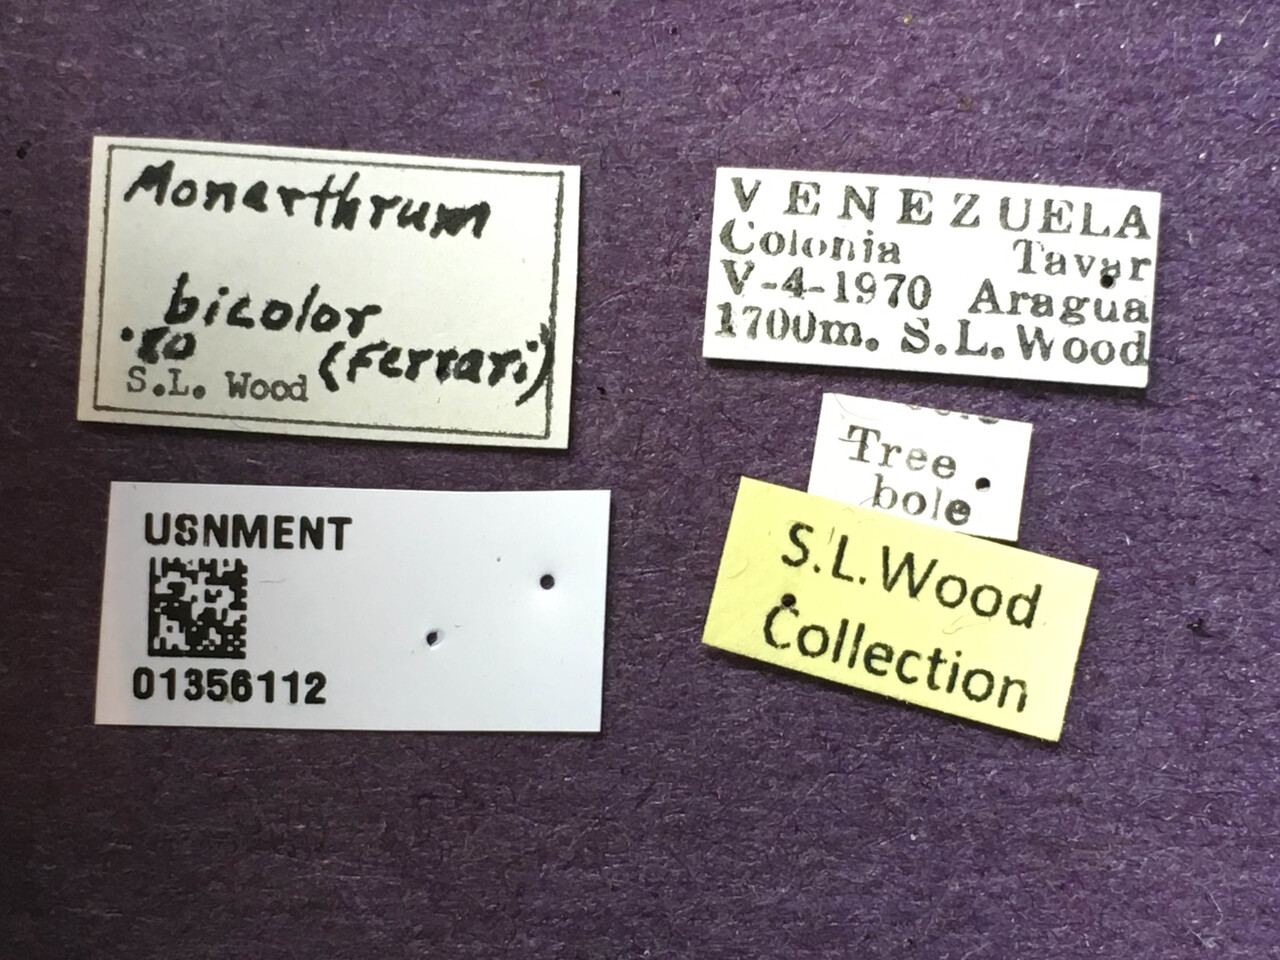 Monarthrum
bicolor
'80 (Ferrari)
S.L. Wood
VENEZUELA
Colonia Tavar
V-4-1970 Aragua
1700m. S.L.Wood
Tree
bole
S.L. Wood
Collection
USNMENT
01356112